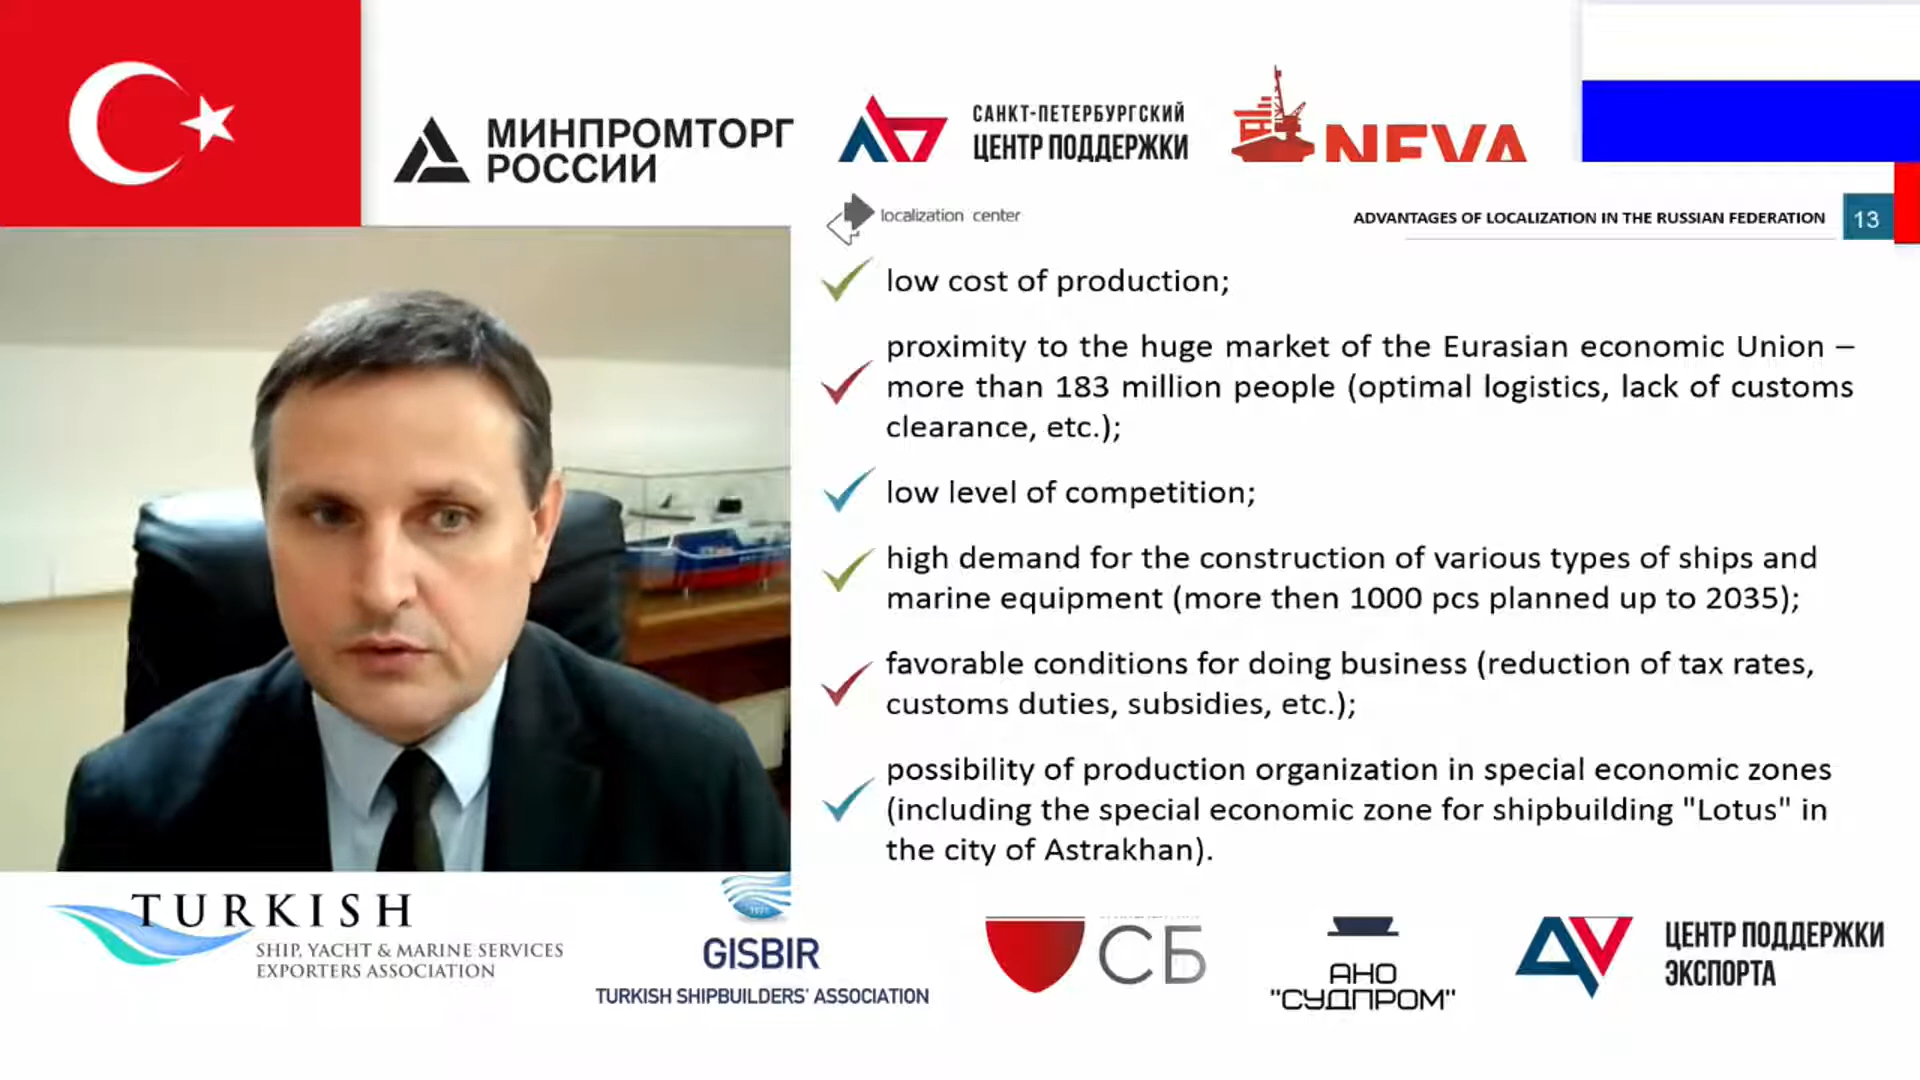 МИНПРОМТОРГ
РОССИИ
САНКТ-ПЕТЕРБУРГСКИЙ
ЦЕНТР ПОДДЕРЖКИ
NEVA
localization center
ADVANTAGES OF LOCALIZATION IN THE RUSSIAN FEDERATION
13
low cost of production;
proximity to the huge market of the Eurasian economic Union –
more than 183 million people (optimal logistics, lack of customs
clearance, etc.);
low level of competition;
high demand for the construction of various types of ships and
marine equipment (more then 1000 pcs planned up to 2035);
favorable conditions for doing business (reduction of tax rates,
customs duties, subsidies, etc.);
possibility of production organization in special economic zones
(including the special economic zone for shipbuilding "Lotus" in
the city of Astrakhan).
TURKISH
SHIP, YACHT & MARINE SERVICES
EXPORTERS ASSOCIATION
1971
GISBIR
TURKISH SHIPBUILDERS' ASSOCIATION
СБ
АНО
"СУДПРОМ"
ЦЕНТР ПОДДЕРЖКИ
ЭКСПОРТА